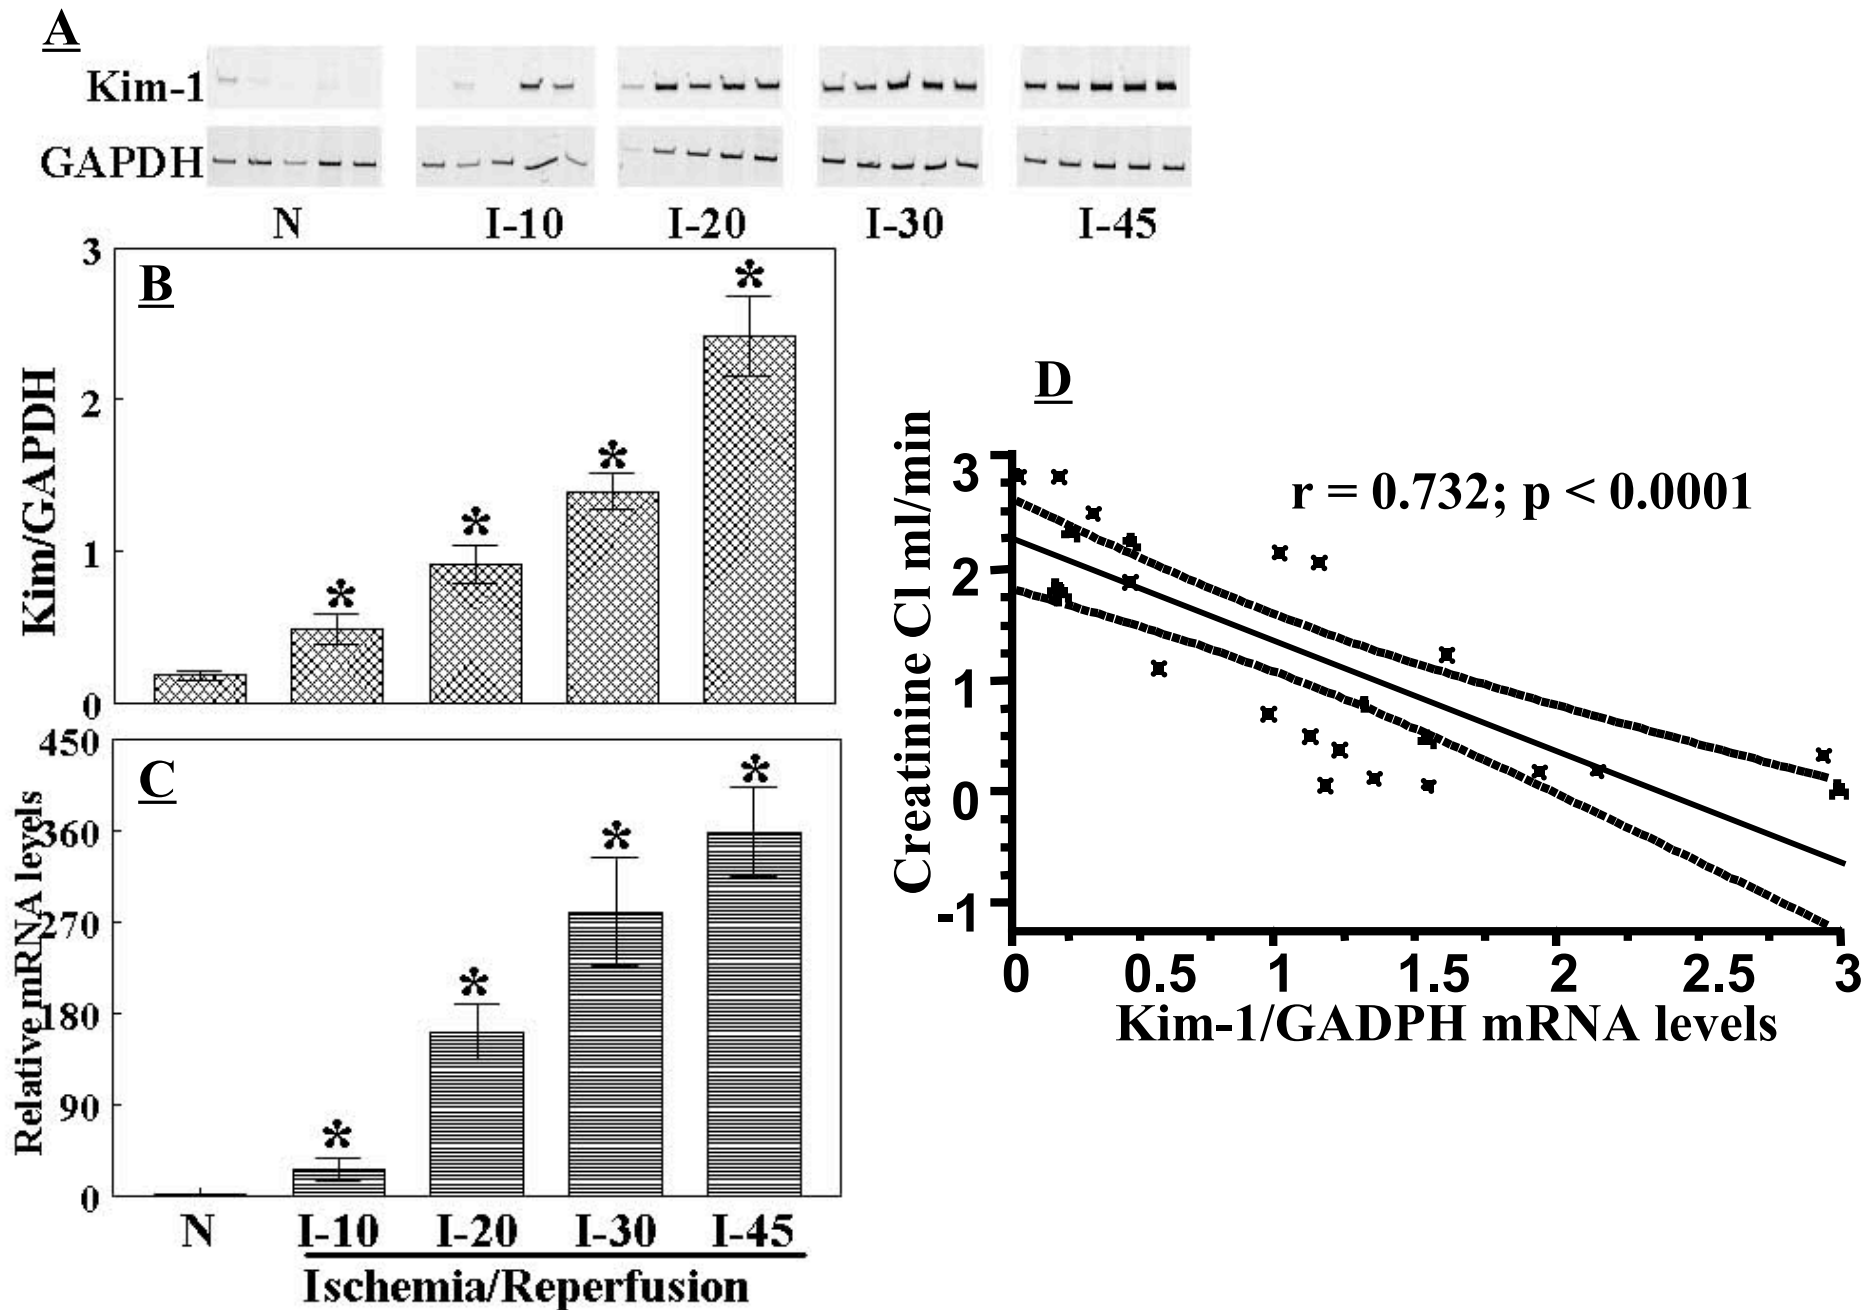 A
Kim-1
GAPDH
N I-10 I-20 I-30 I-45
B
Kim/GAPDH
3
2
1
0
* * * *
C
Relative mRNA levels
450
360
270
180
90
0
* * * *
N I-10 I-20 I-30 I-45
Ischemia/Reperfusion
D
r = 0.732; p < 0.0001
Creatinine Cl ml/min
3
2
1
0
-1
0 0.5 1 1.5 2 2.5 3
Kim-1/GADPH mRNA levels